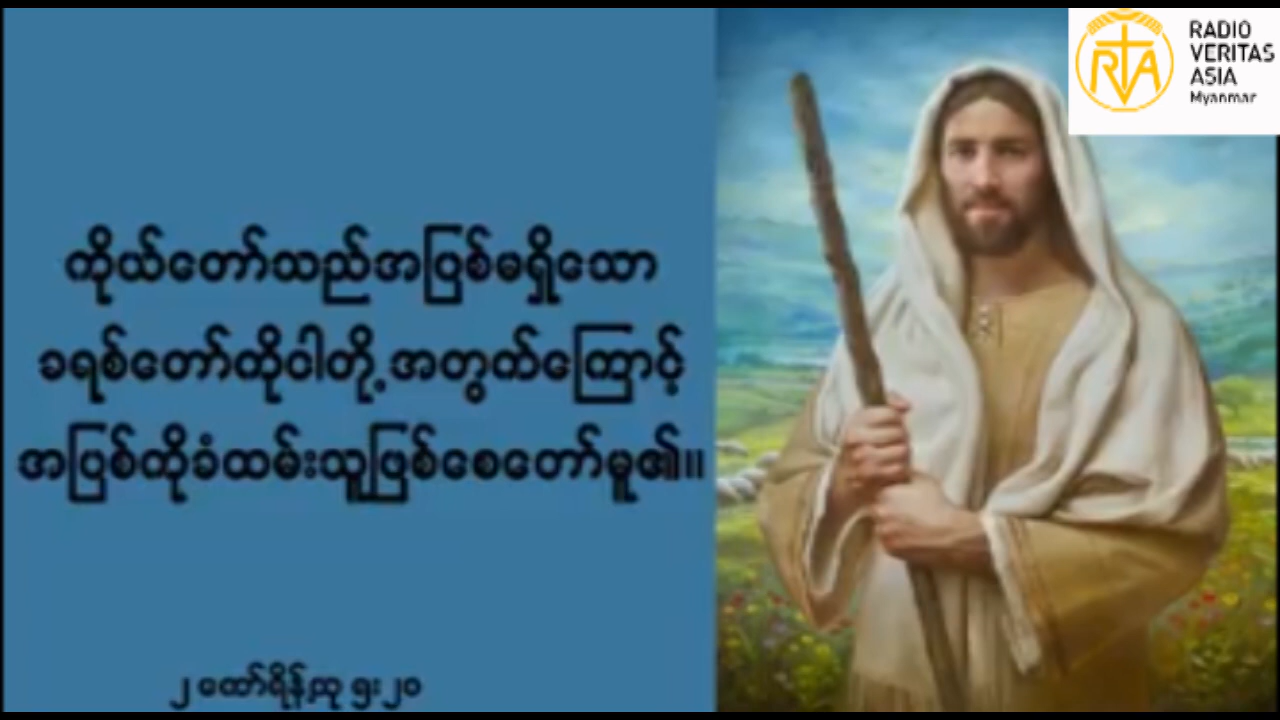 ကိုယ်တော်သည်အပြစ်မရှိသော
ခရစ်တော်ကိုငါတို့အတွက်ကြောင့်
အပြစ်ကိုခံထမ်းသူဖြစ်စေတော်မူ၏။
၂ ကော်ရိန္သု ၅း၂၀
RADIO
VERITAS
ASIA
Myanmar
RVA